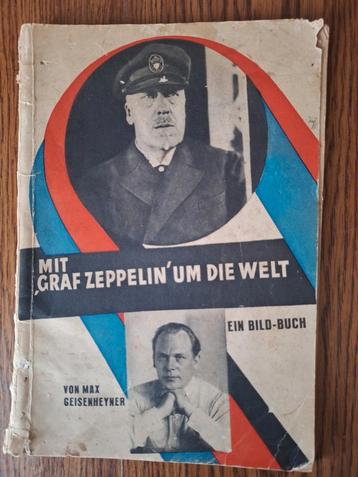 MIT
‚GRAF ZEPPELIN' UM DIE WELT
EIN BILD-BUCH
VON MAX
GEISENHEYNER